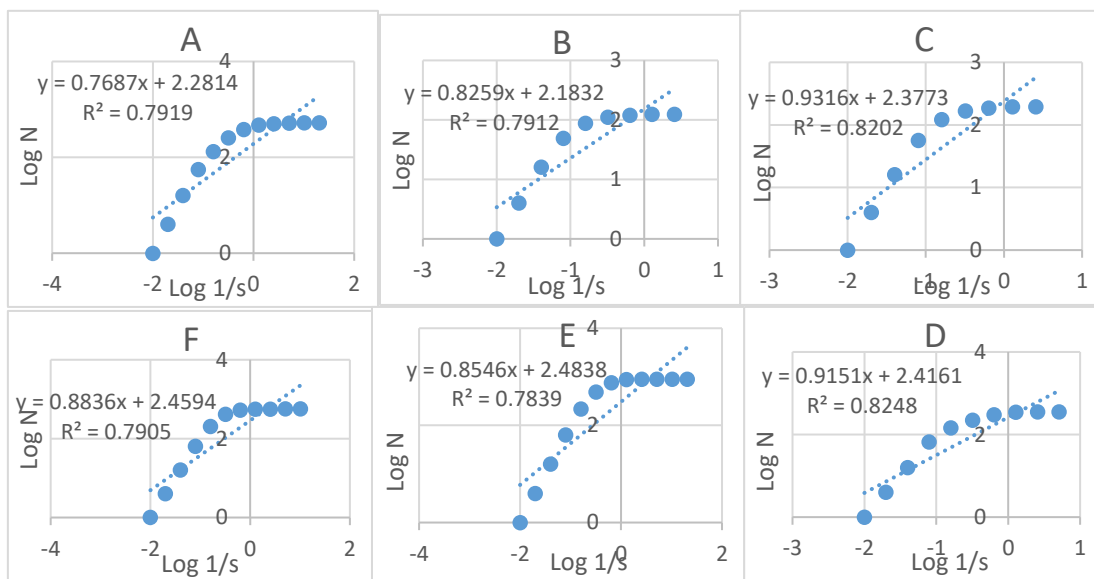 A
y = 0.7687x + 2.2814
R² = 0.7919
Log N
4
2
0
-4
-2
0
2
Log 1/s
B
y = 0.8259x + 2.1832
R² = 0.7912
Log N
3
2
1
0
-3
-2
-1
0
1
Log 1/s
C
y = 0.9316x + 2.3773
R² = 0.8202
Log N
3
2
1
0
-3
-2
-1
0
1
Log 1/s
F
y = 0.8836x + 2.4594
R² = 0.7905
Log N
4
2
0
-4
-2
0
2
Log 1/s
E
y = 0.8546x + 2.4838
R² = 0.7839
Log N
4
2
0
-4
-2
0
2
Log 1/s
D
y = 0.9151x + 2.4161
R² = 0.8248
Log N
4
2
0
-3
-2
-1
0
1
Log 1/s